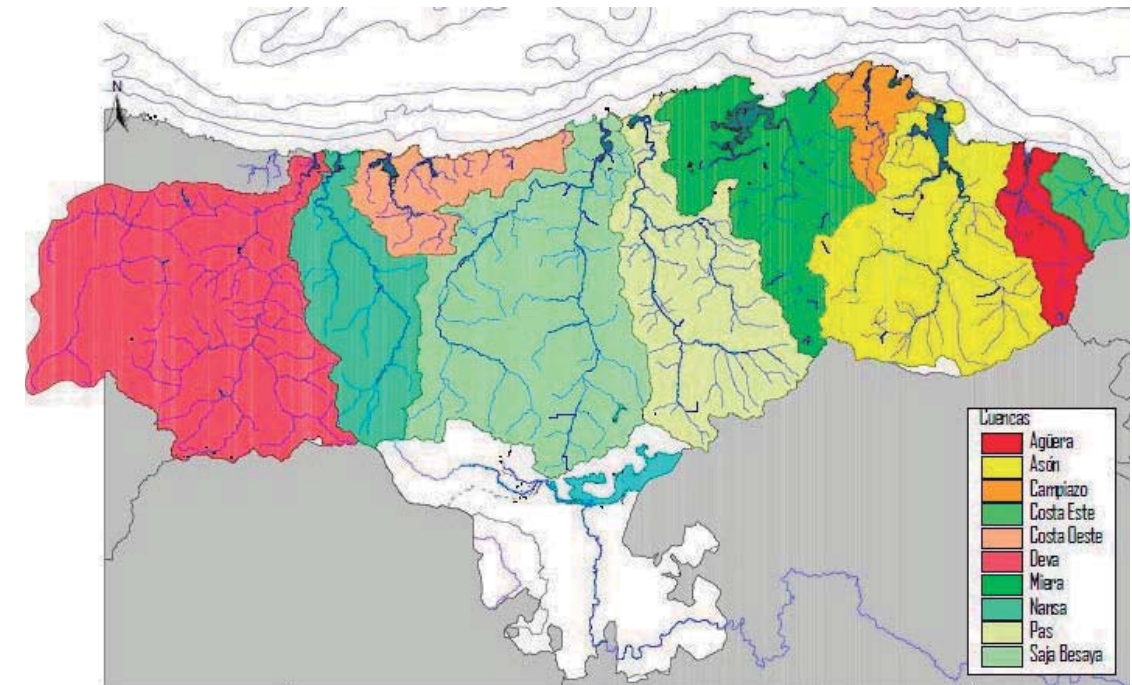 N
Cuencas
Agüera
Asón
Campiazo
Costa Este
Costa Oeste
Deva
Miera
Nansa
Pas
Saja Besaya